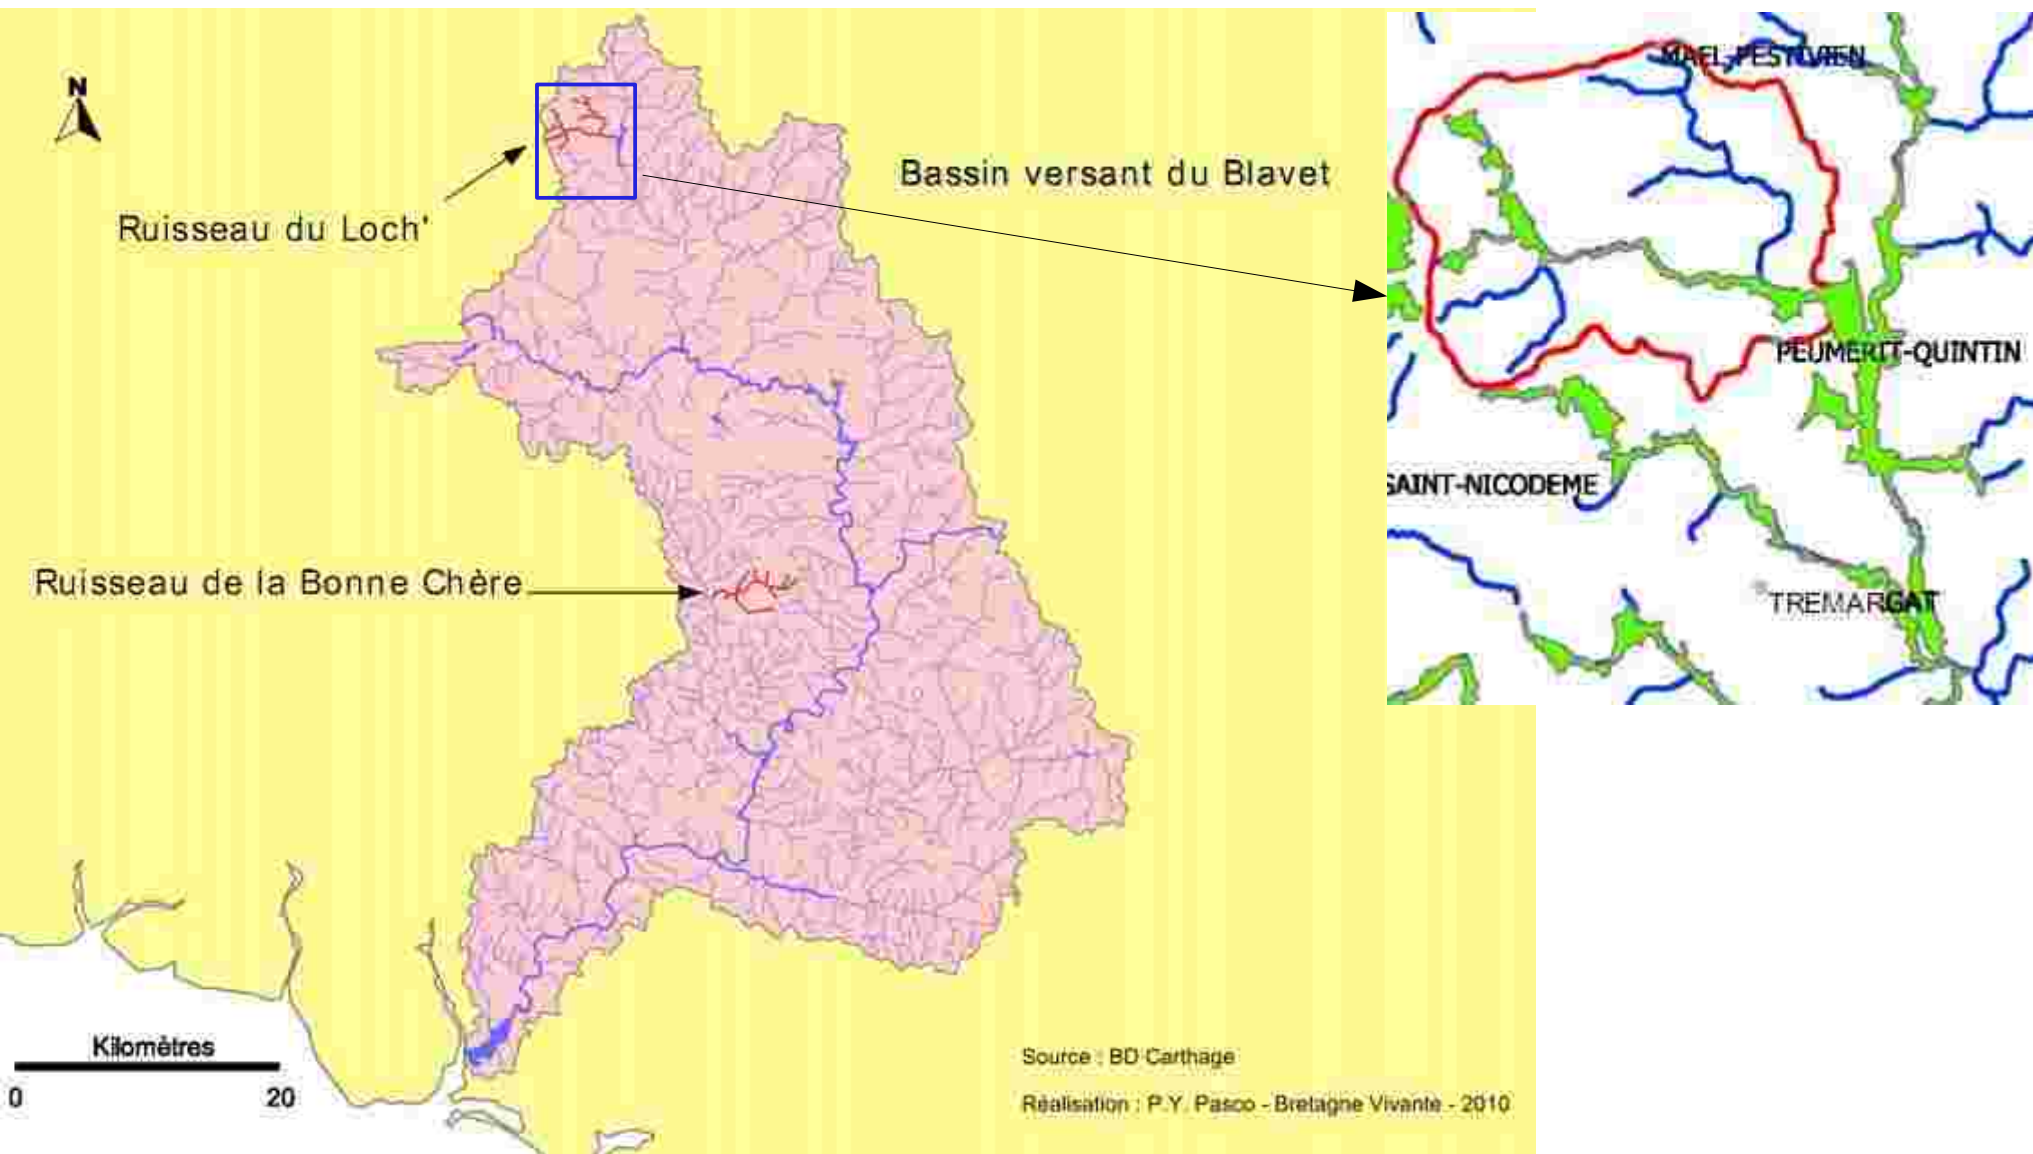 N
MAEL-PESTIVIEN
Bassin versant du Blavet
Ruisseau du Loch'
PEUMERIT-QUINTIN
SAINT-NICODEME
Ruisseau de la Bonne Chère
TREMARGAT
Kilomètres
0 20
Source : BD Carthage
Réalisation : P.Y. Pasco - Bretagne Vivante - 2010